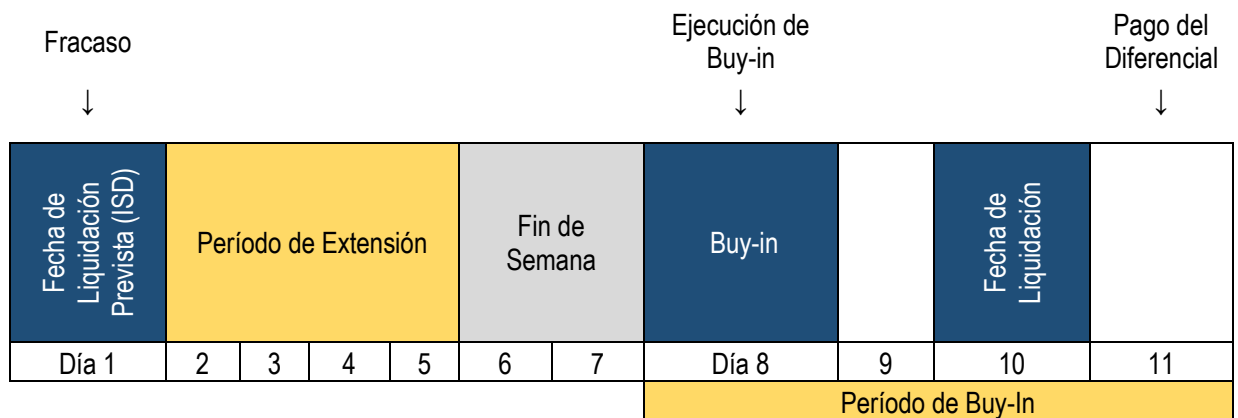 Fracaso
↓
Ejecución de
Buy-in
↓
Pago del
Diferencial
↓
Fecha de
Liquidación
Prevista (ISD)
Período de Extensión
Fin de
Semana
Buy-in
Fecha de
Liquidación
Día 1 2 3 4 5 6 7 Día 8 9 10 11
Período de Buy-In